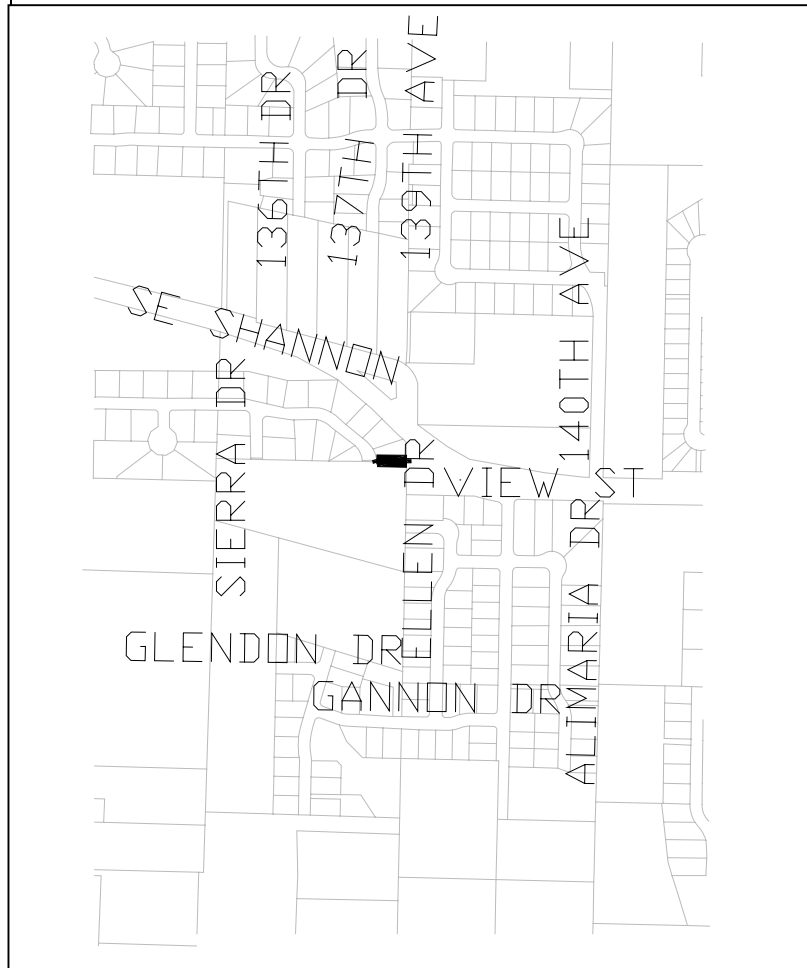 136TH DR
137TH DR
139TH AVE
140TH AVE
SE SHANNON
SIERRA DR
ELLEN DR
VIEW ST
ALIMARIA DR
GLENDON DR
GANNON DR